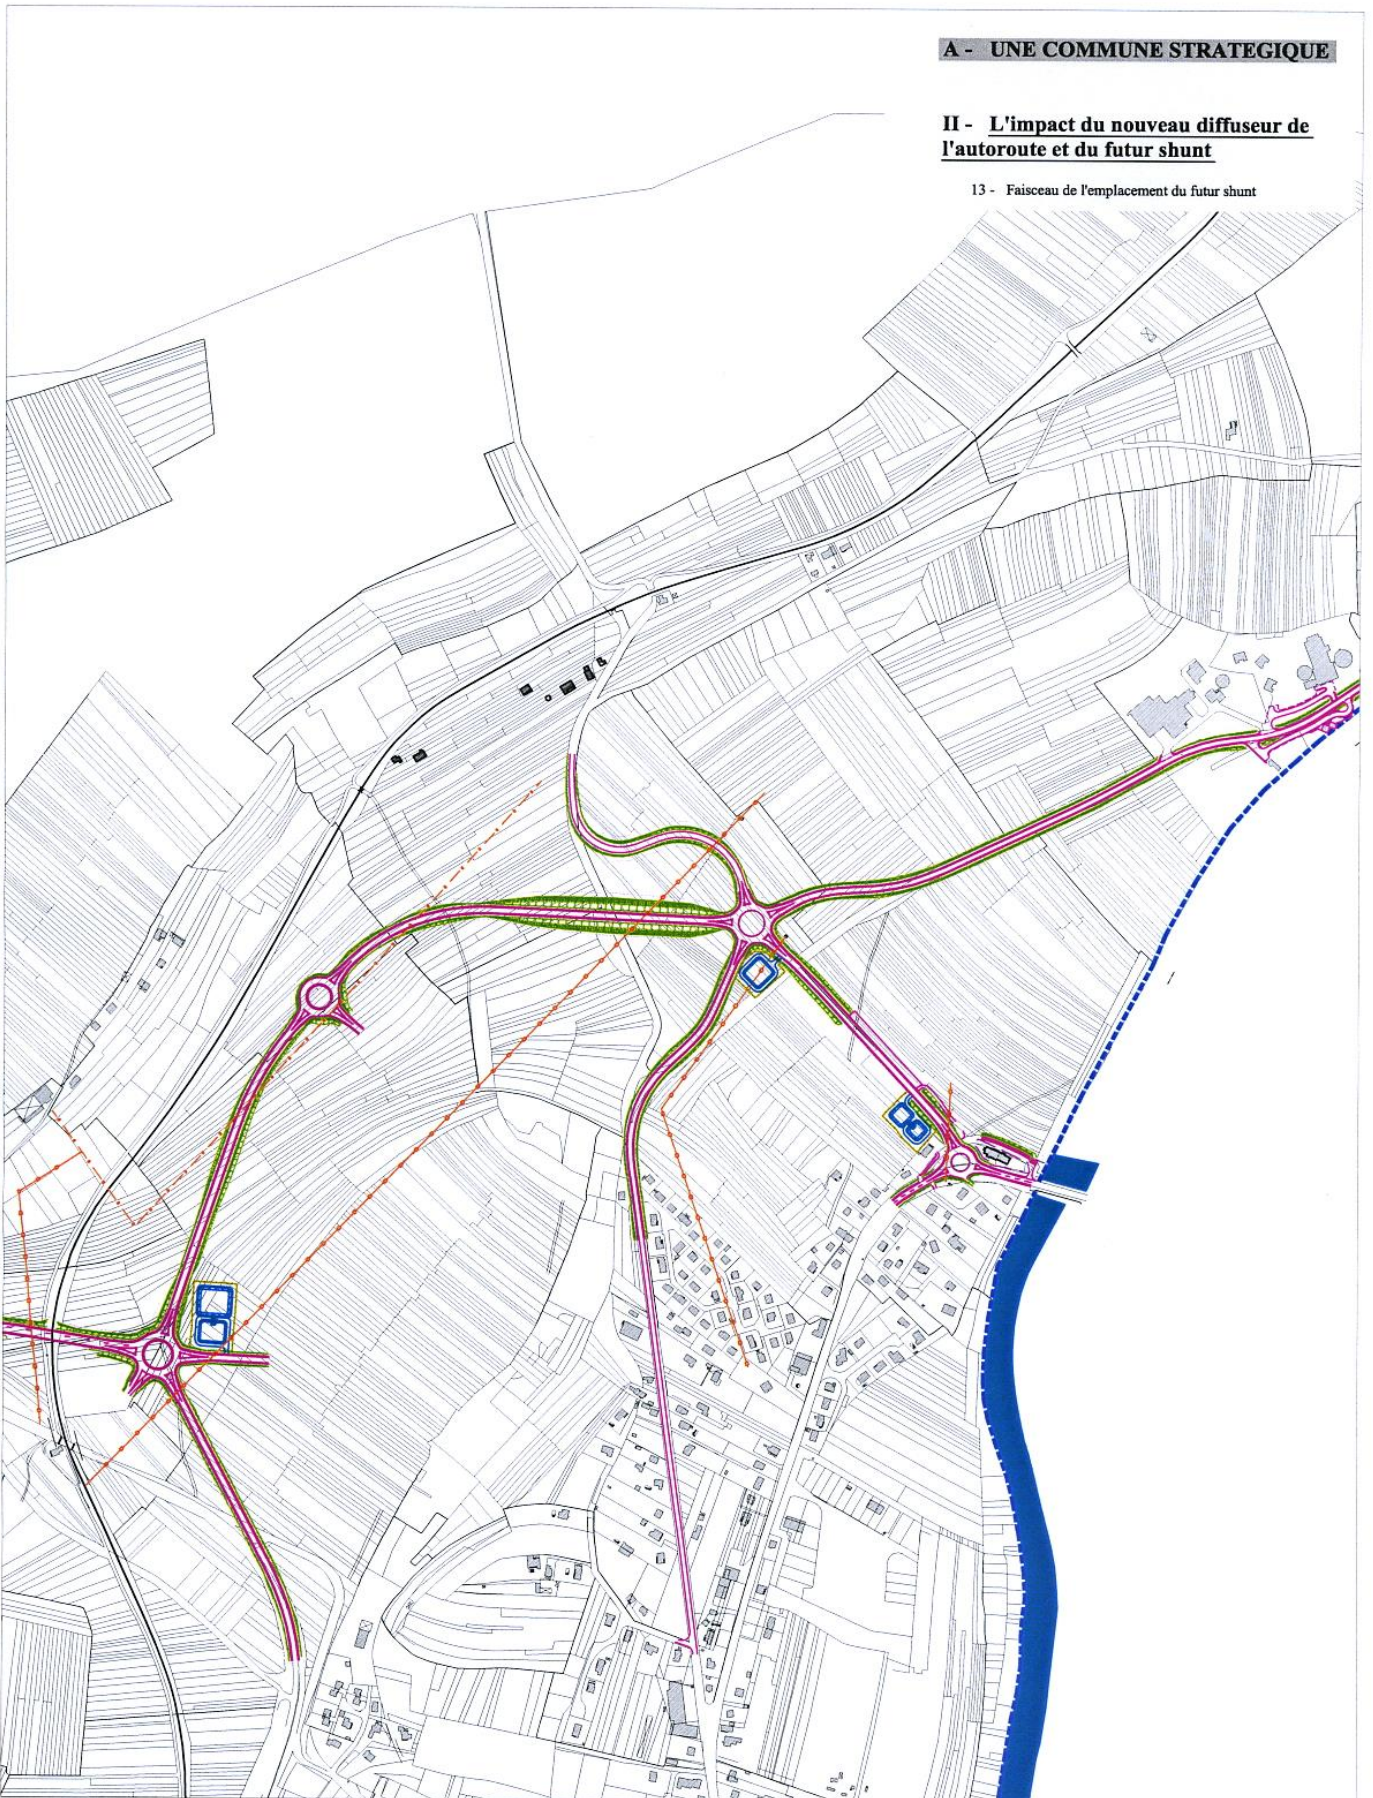 A - UNE COMMUNE STRATEGIQUE
II - L'impact du nouveau diffuseur de
l'autoroute et du futur shunt
13 - Faisceau de l'emplacement du futur shunt